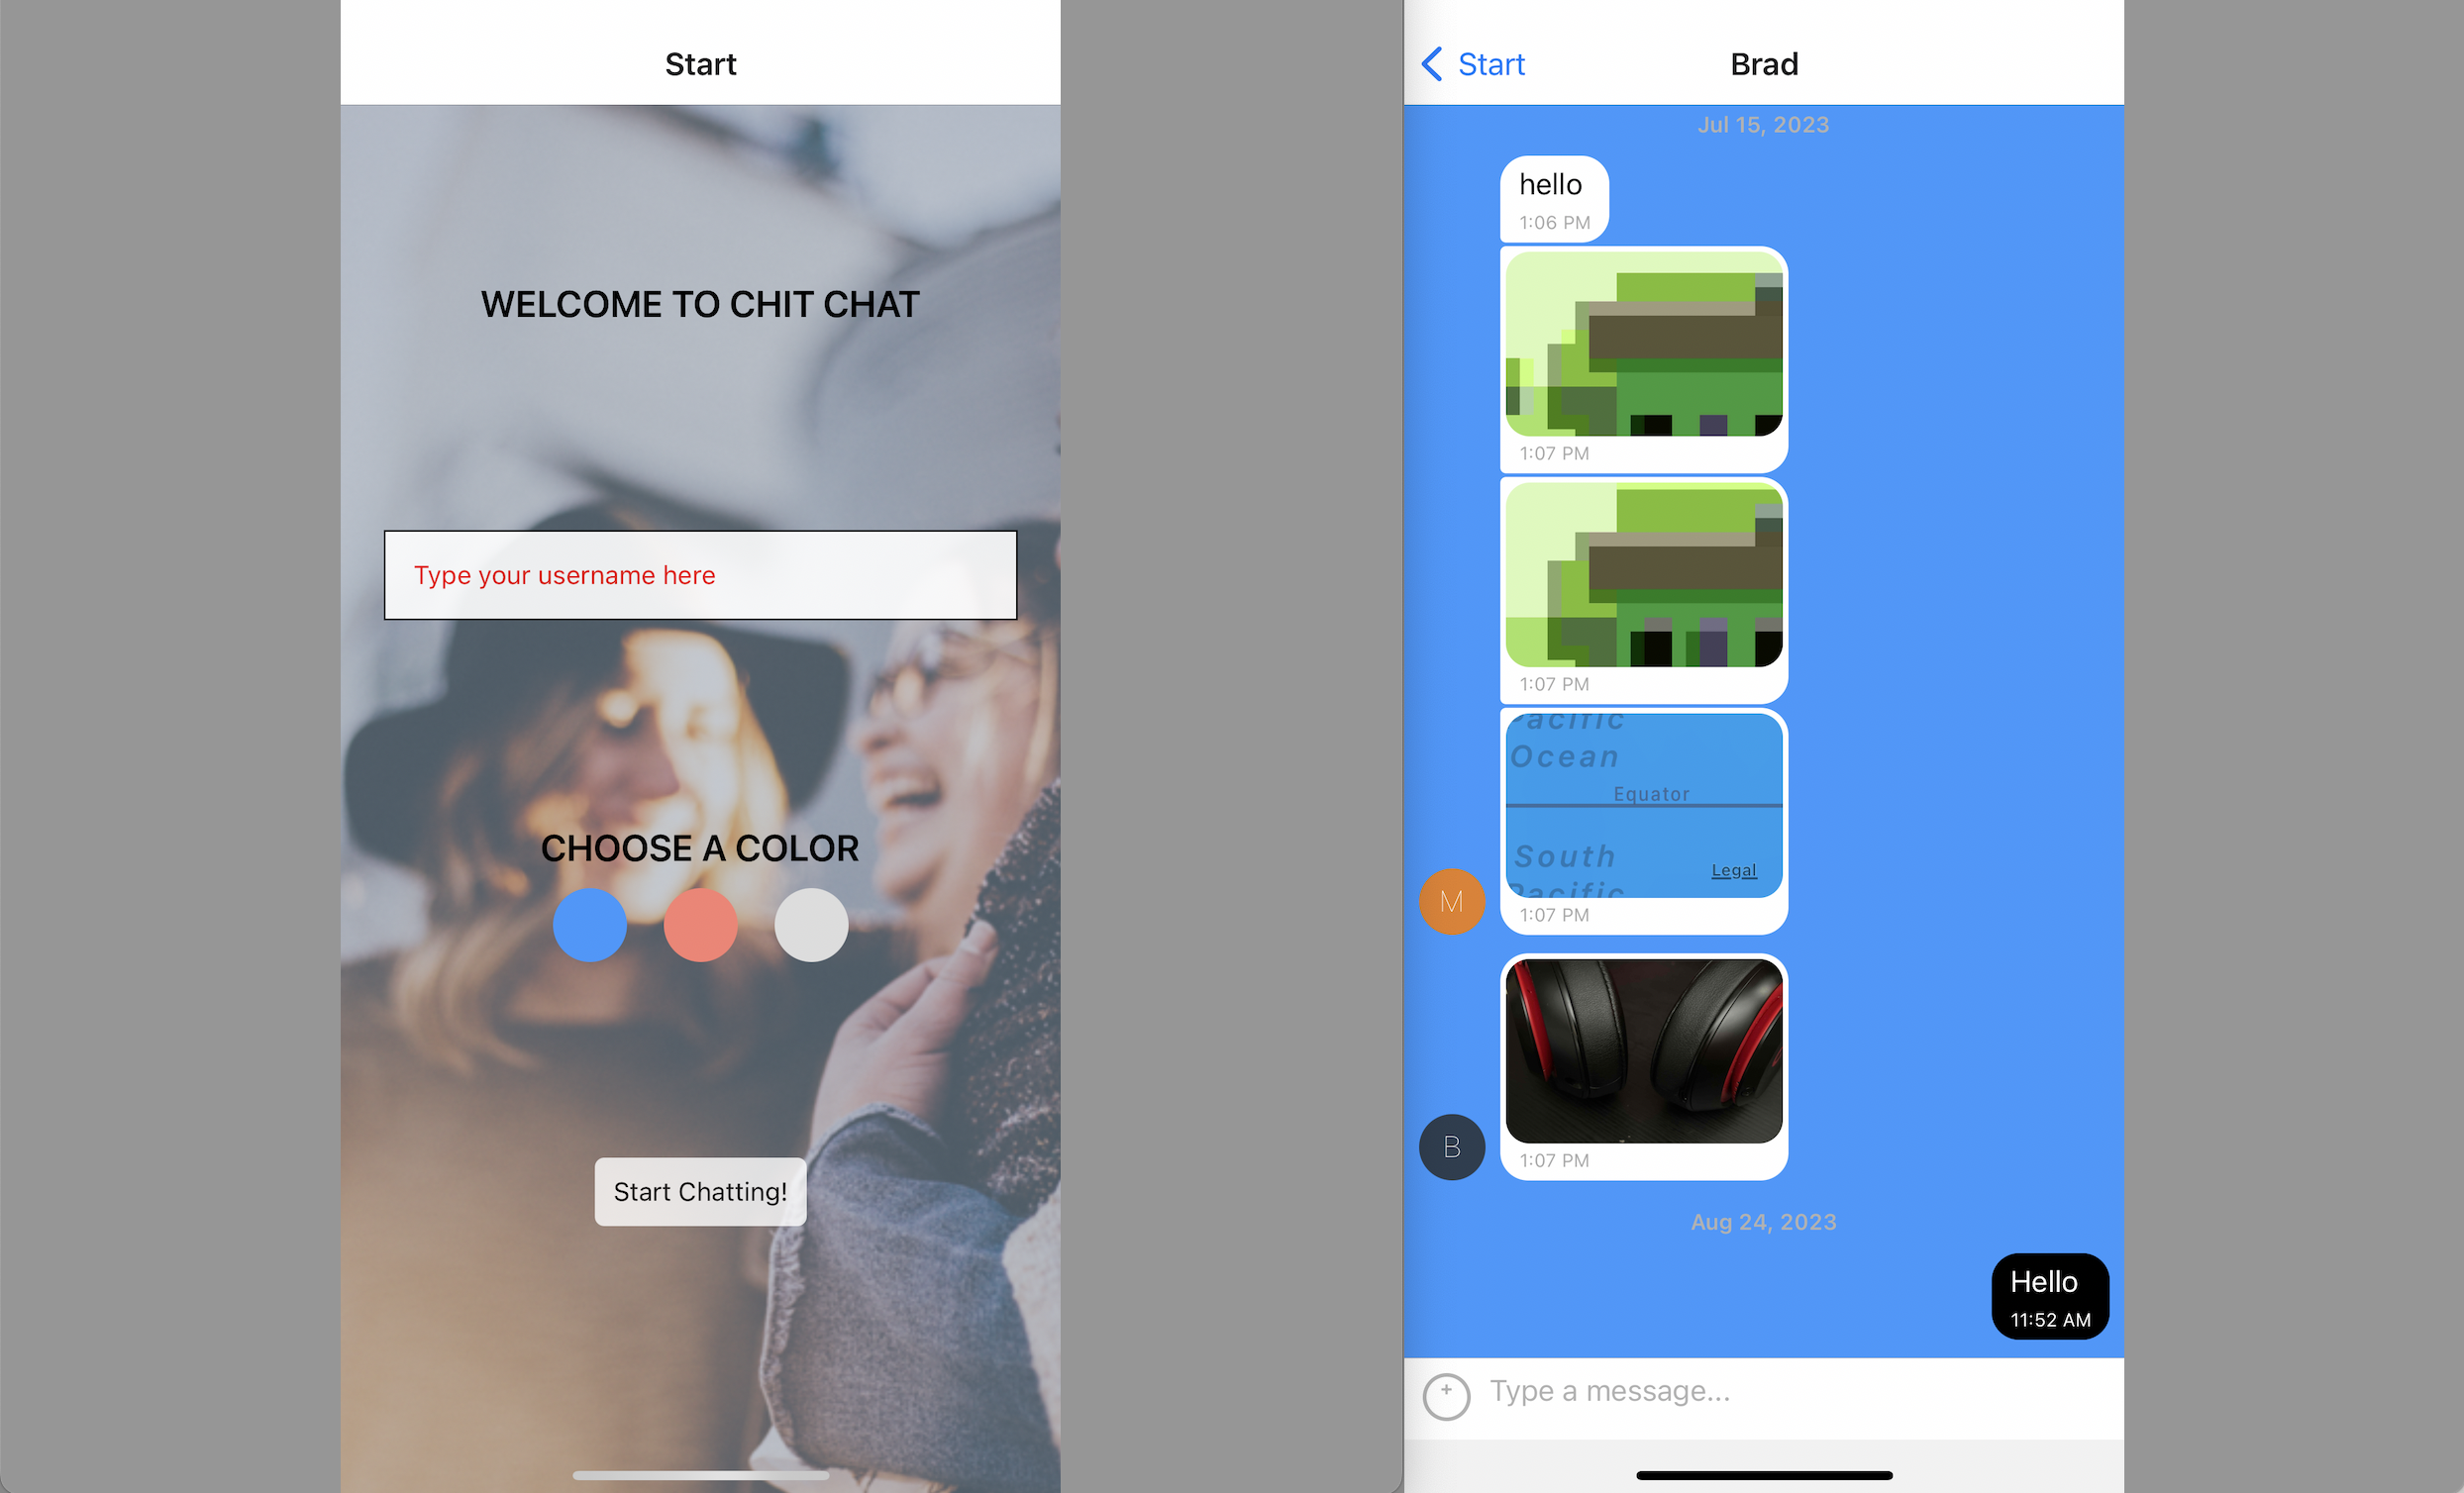 Start
WELCOME TO CHIT CHAT
Type your username here
CHOOSE A COLOR
Start Chatting!
Start
Brad
Jul 15, 2023
hello
1:06 PM
1:07 PM
1:07 PM
Pacific
Ocean
Equator
South
Legal
Pacific
1:07 PM
M
1:07 PM
B
Aug 24, 2023
Hello
11:52 AM
+
Type a message...